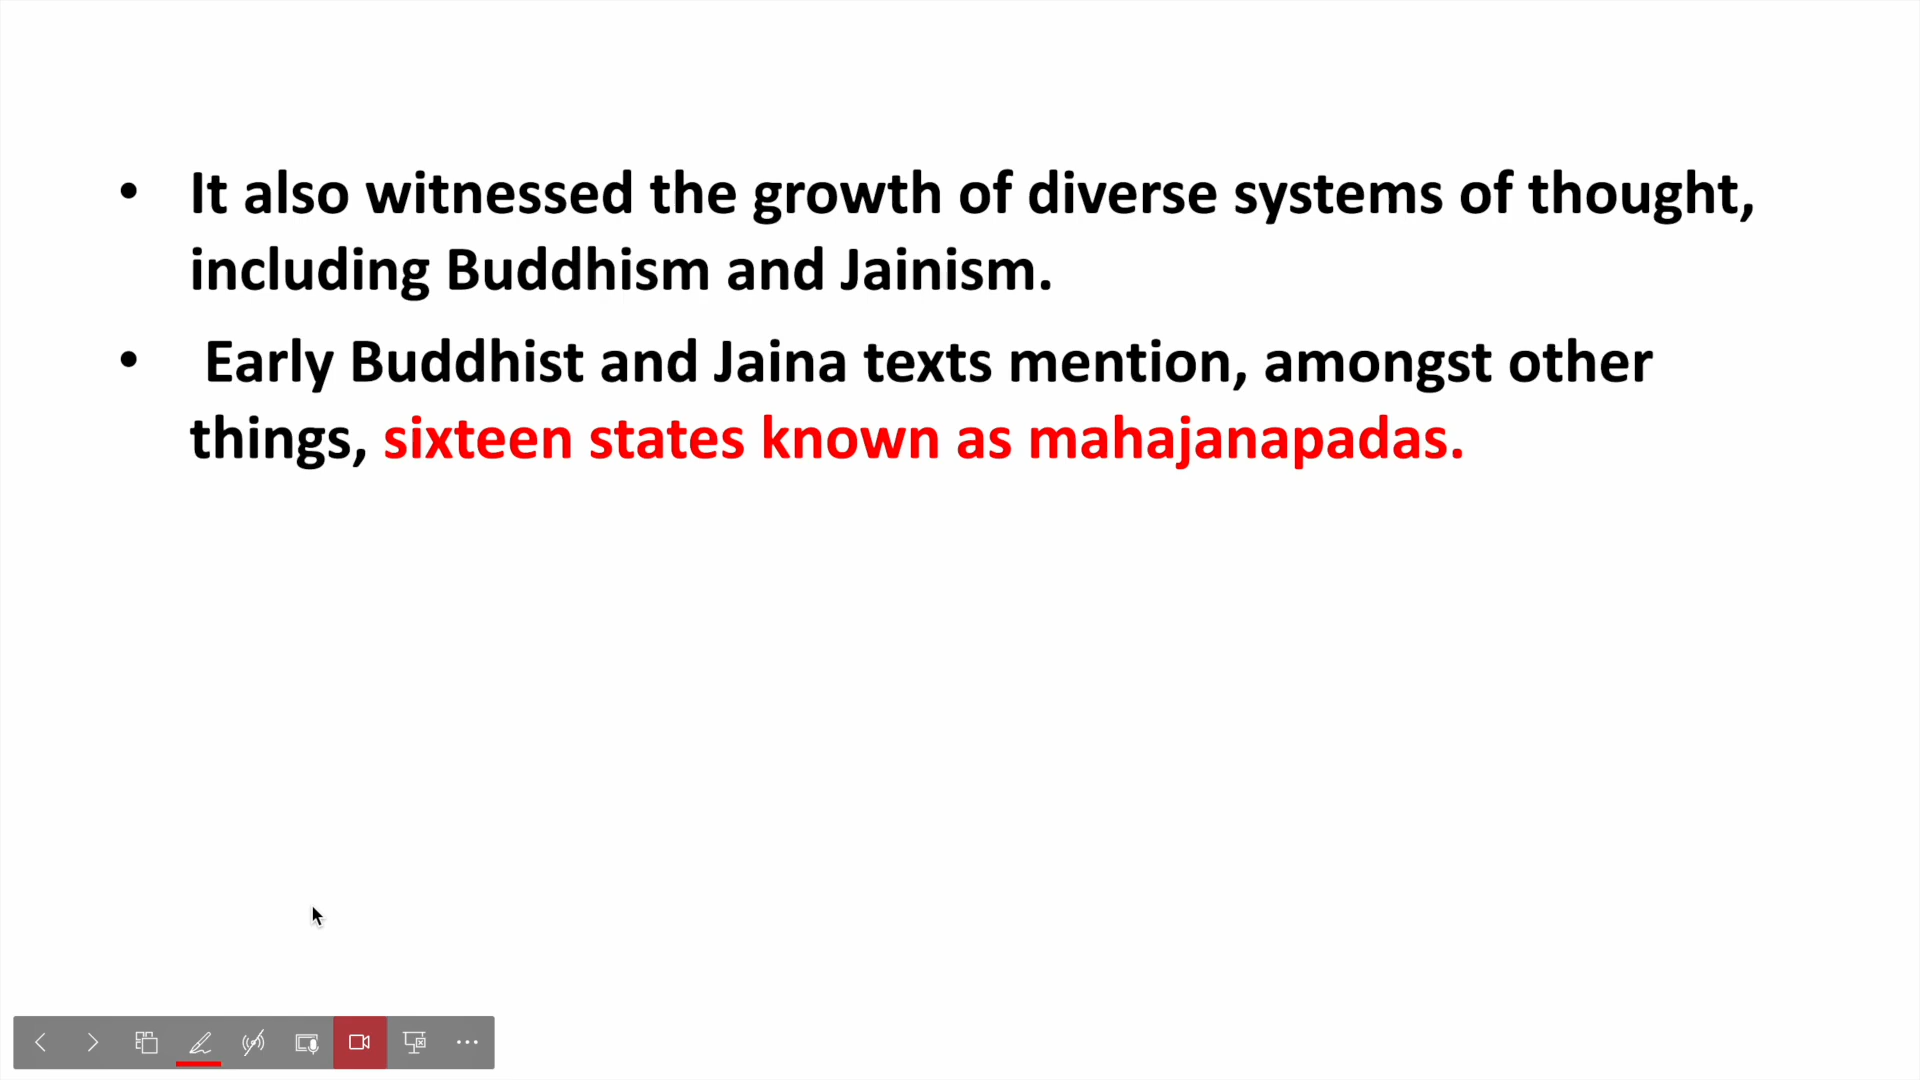 • It also witnessed the growth of diverse systems of thought,
including Buddhism and Jainism.
• Early Buddhist and Jaina texts mention, amongst other
things, sixteen states known as mahajanapadas.